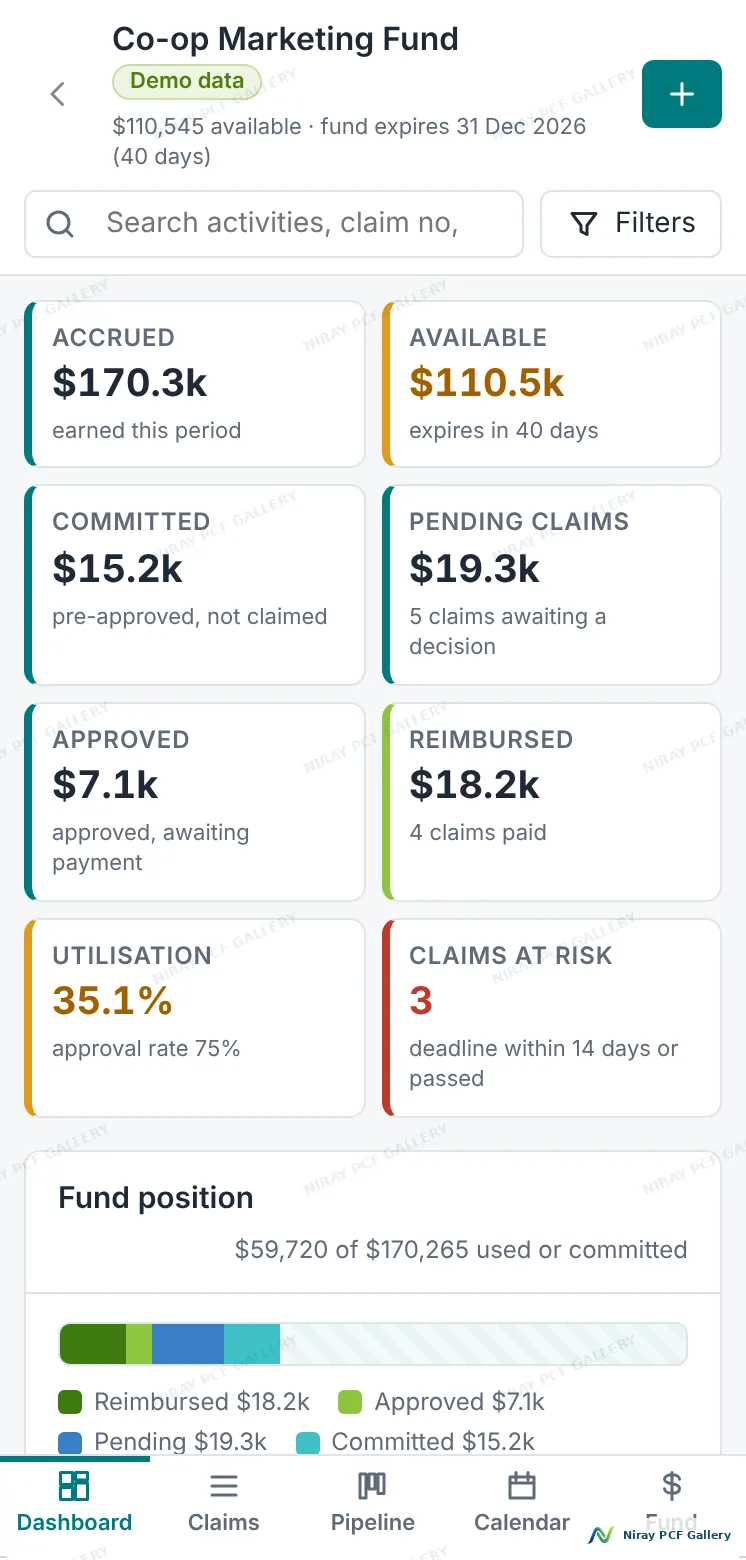 Co-op Marketing Fund
Demo data
$110,545 available · fund expires 31 Dec 2026
(40 days)
Search activities, claim no,
Filters
ACCRUED
$170.3k
earned this period
AVAILABLE
$110.5k
expires in 40 days
COMMITTED
$15.2k
pre-approved, not claimed
PENDING CLAIMS
$19.3k
5 claims awaiting a
decision
APPROVED
$7.1k
approved, awaiting
payment
REIMBURSED
$18.2k
4 claims paid
UTILISATION
35.1%
approval rate 75%
CLAIMS AT RISK
3
deadline within 14 days or
passed
Fund position
$59,720 of $170,265 used or committed
Reimbursed $18.2k
Approved $7.1k
Pending $19.3k
Committed $15.2k
Dashboard
Claims
Pipeline
Calendar
Fund
Niray PCF Gallery
NIRAY PCF GALLERY